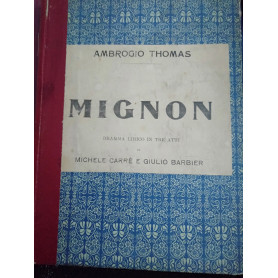 AMBROGIO THOMAS
MIGNON
DRAMMA LIRICO IN TRE ATTI
DI
MICHELE CARRÉ E GIULIO BARBIER